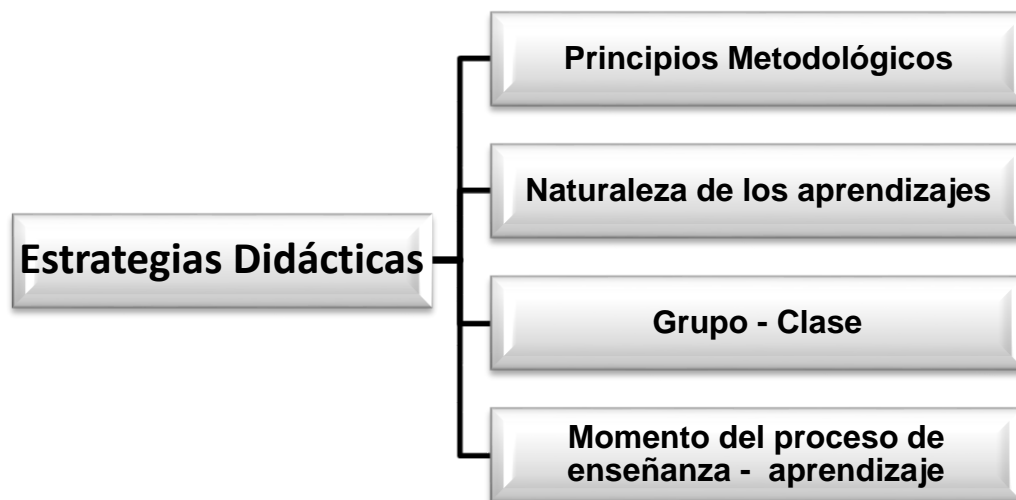 Principios Metodológicos
Naturaleza de los aprendizajes
Estrategias Didácticas
Grupo - Clase
Momento del proceso de
enseñanza - aprendizaje